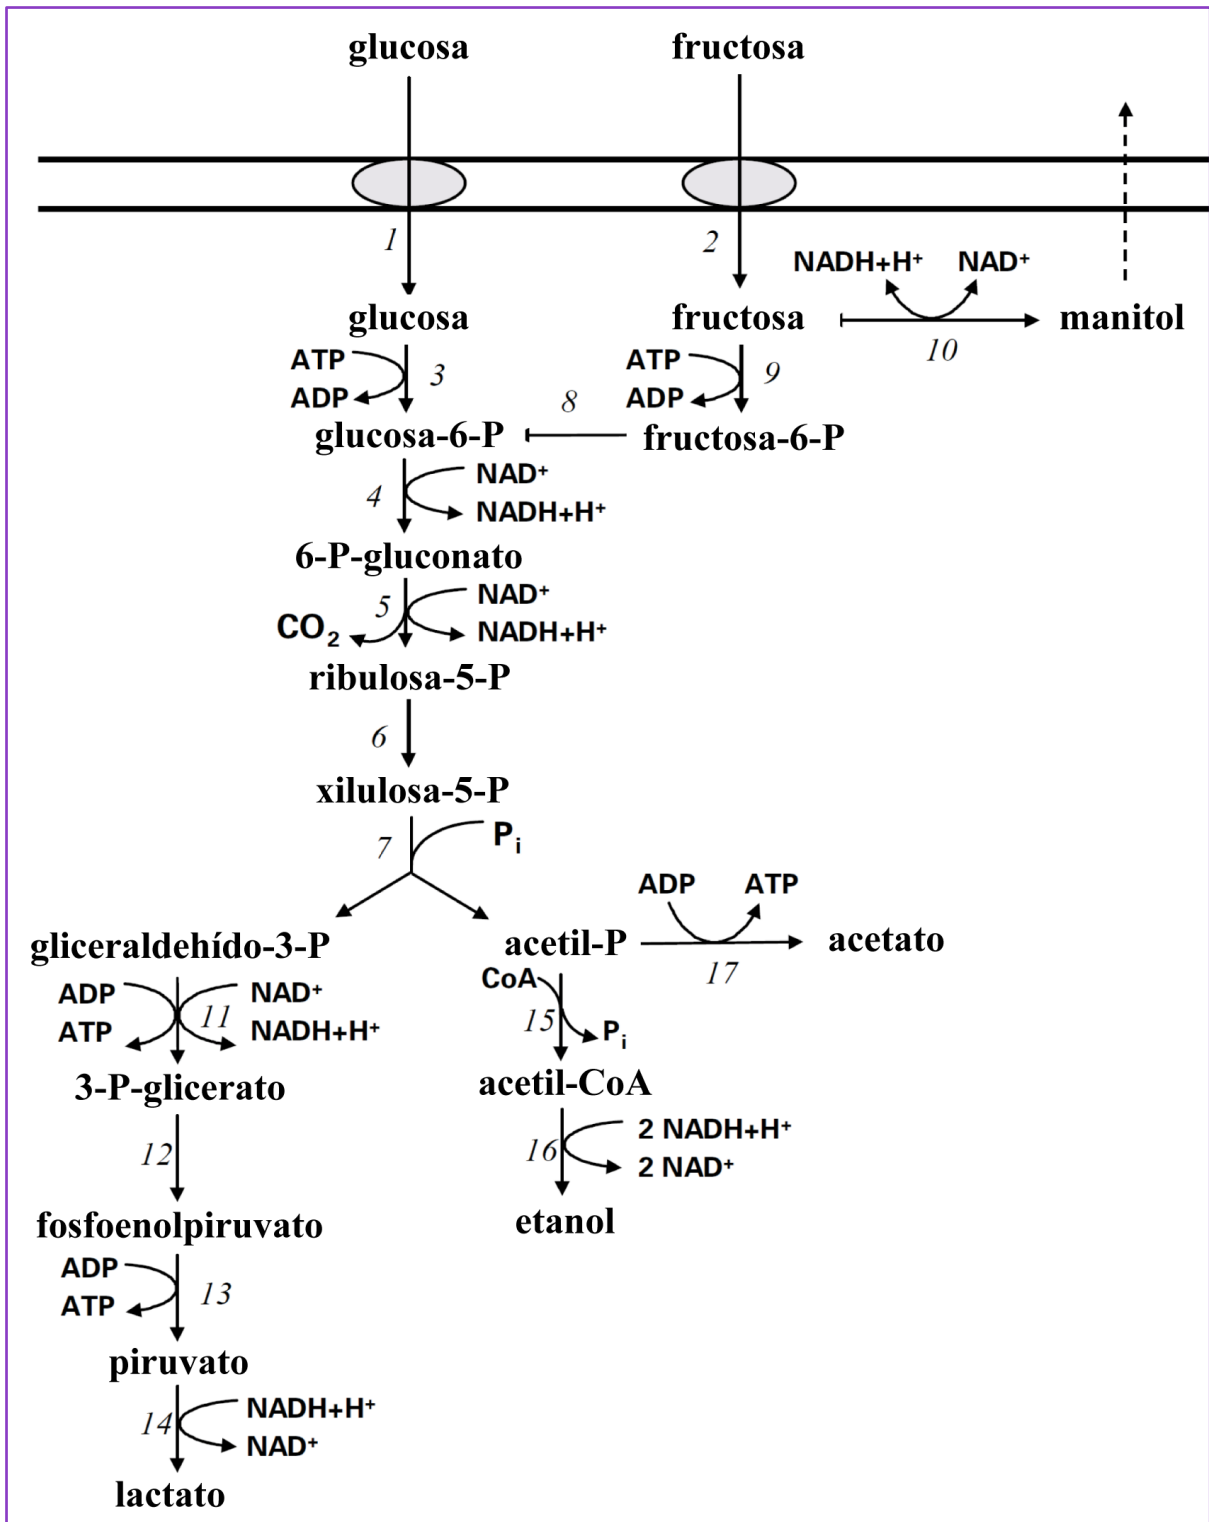 glucosa fructosa
1 2
NADH+H⁺ NAD⁺
glucosa fructosa manitol
10
ATP 3 ATP 9
ADP 8 ADP
glucosa-6-P fructosa-6-P
NAD⁺
4
NADH+H⁺
6-P-gluconato
5 NAD⁺
CO₂ NADH+H⁺
ribulosa-5-P
6
xilulosa-5-P
7 Pᵢ
ADP ATP
gliceraldehído-3-P acetil-P acetato
17
ADP NAD⁺ CoA
11 15
ATP NADH+H⁺ Pᵢ
3-P-glicerato acetil-CoA
12 16 2 NADH+H⁺
2 NAD⁺
fosfoenolpiruvato etanol
ADP
13
ATP
piruvato
14 NADH+H⁺
NAD⁺
lactato